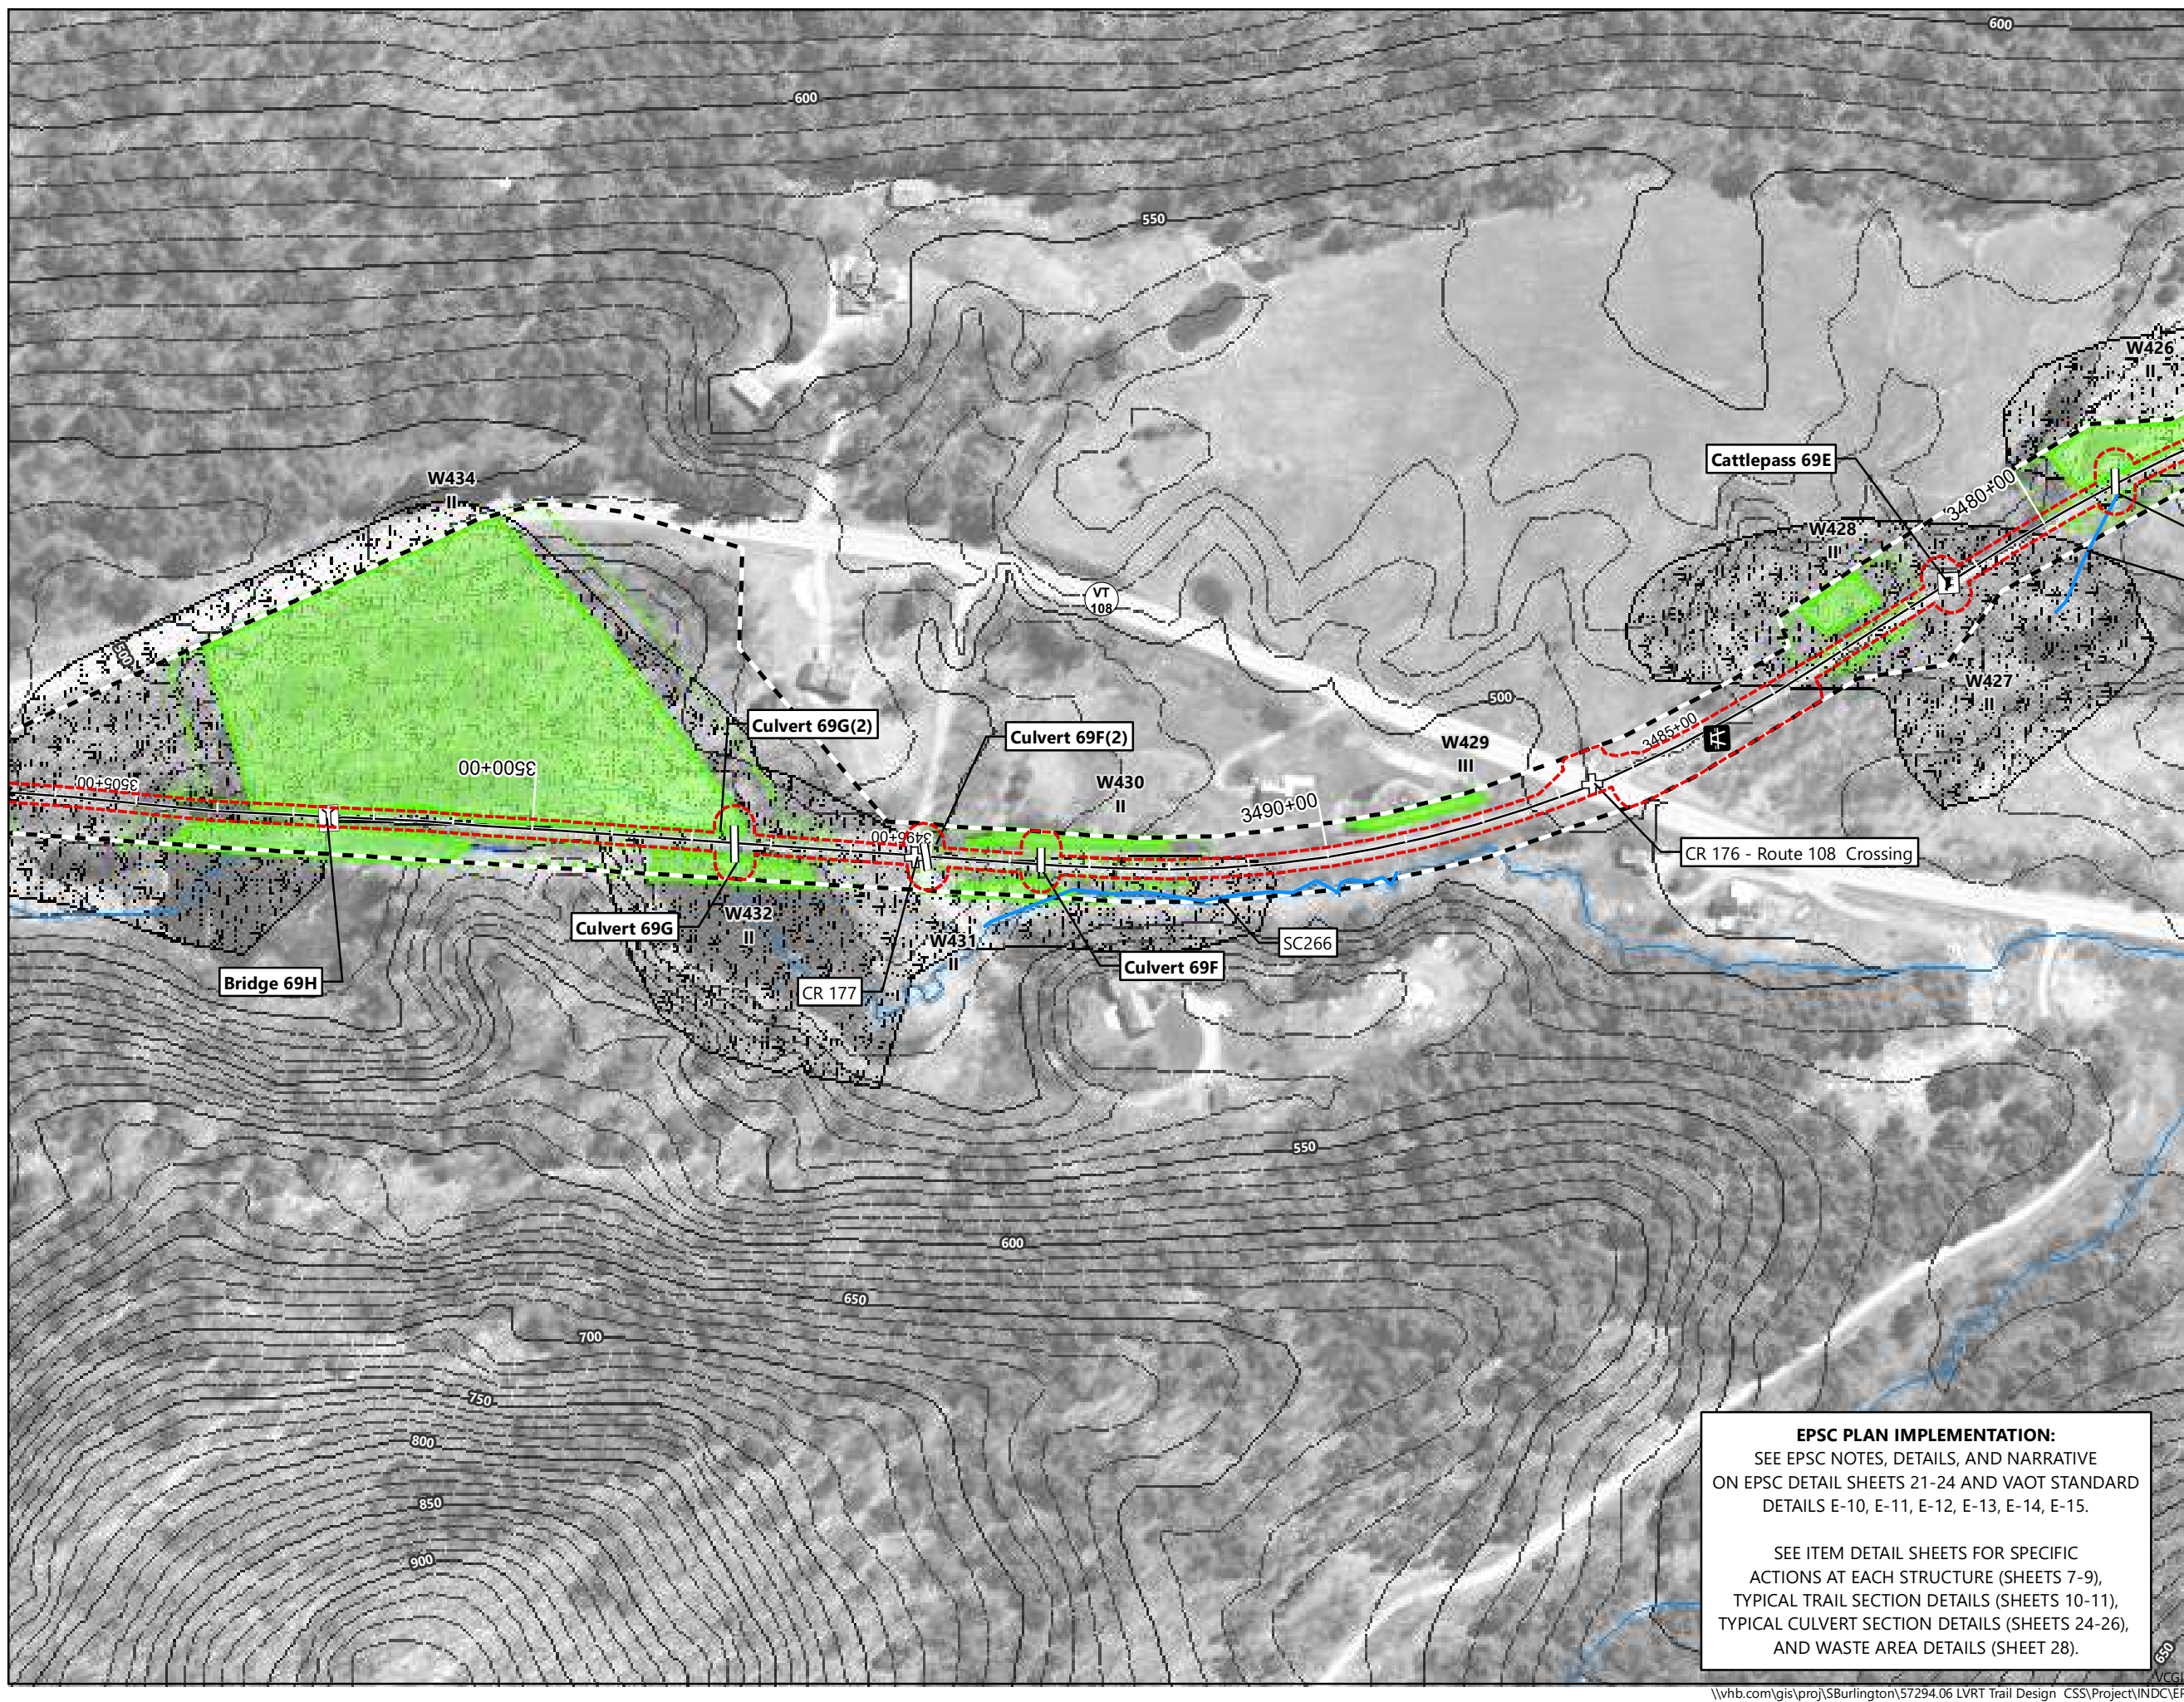 600
600
550
W426
II
Cattlepass 69E
3480+00
W434
II
W428
III
VT
108
500
W427
II
500
3485+00
Culvert 69G(2)
Culvert 69F(2)
W429
III
3500+00
3505+00
W430
II
3490+00
3495+00
CR 176 - Route 108 Crossing
W432
II
Culvert 69G
W431
II
SC266
Culvert 69F
Bridge 69H
CR 177
550
600
650
700
750
800
850
900
EPSC PLAN IMPLEMENTATION:
SEE EPSC NOTES, DETAILS, AND NARRATIVE
ON EPSC DETAIL SHEETS 21-24 AND VAOT STANDARD
DETAILS E-10, E-11, E-12, E-13, E-14, E-15.
SEE ITEM DETAIL SHEETS FOR SPECIFIC
ACTIONS AT EACH STRUCTURE (SHEETS 7-9),
TYPICAL TRAIL SECTION DETAILS (SHEETS 10-11),
TYPICAL CULVERT SECTION DETAILS (SHEETS 24-26),
AND WASTE AREA DETAILS (SHEET 28).
650
\\vhb.com\gis\proj\SBurlington\57294.06 LVRT Trail Design CSS\Project\INDC\